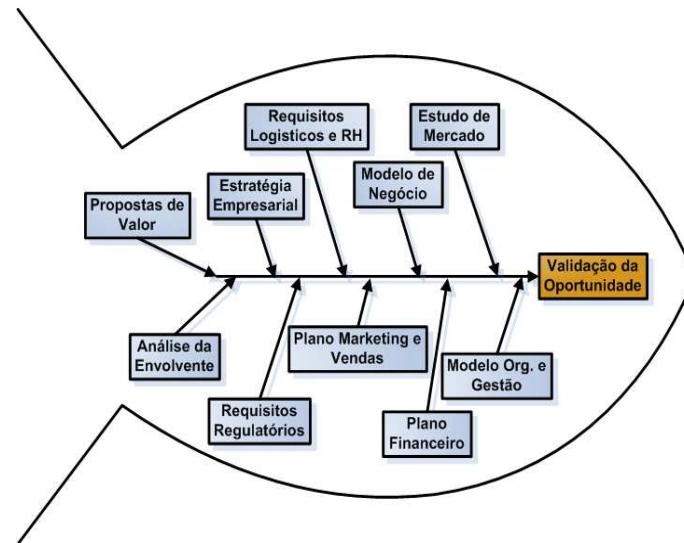 Requisitos
Logisticos e RH
Estudo de
Mercado
Modelo de
Negócio
Estratégia
Empresarial
Propostas de
Valor
Validação da
Oportunidade
Análise da
Envolvente
Plano Marketing e
Vendas
Modelo Org. e
Gestão
Requisitos
Regulatórios
Plano
Financeiro